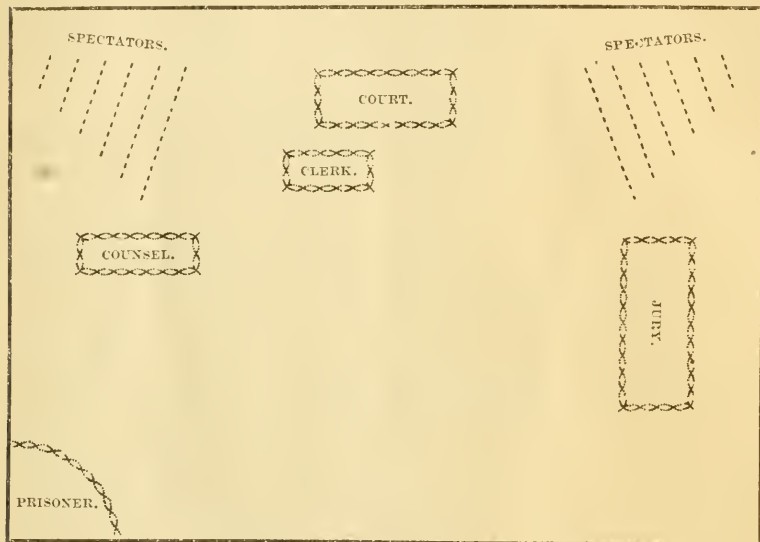 SPECTATORS.
SPECTATORS.
COURT.
CLERK.
COUNSEL.
JURY.
PRISONER.